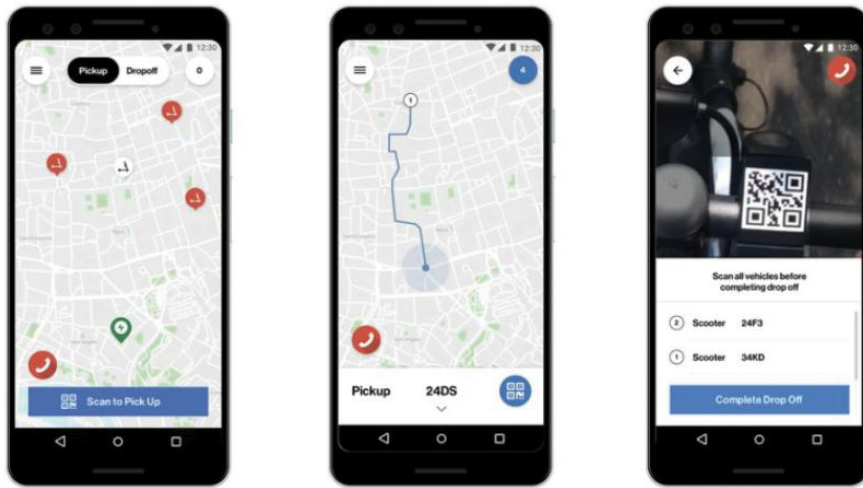 12:30
Pickup Dropoff 0
Scan to Pick Up
12:30
4
1
Pickup 24DS
12:30
Scan all vehicles before
completing drop off
2 Scooter 24F3
1 Scooter 34KD
Complete Drop Off